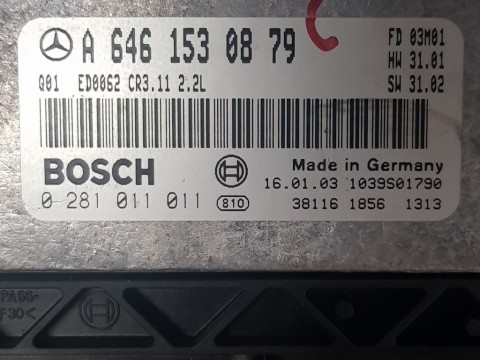 A 646 153 08 79
FD 03M01
HW 31.01
Q01 ED0062 CR3.11 2.2L
SW 31.02
BOSCH
Made in Germany
16.01.03 1039S01790
0 281 011 011 810
38116 1856 1313